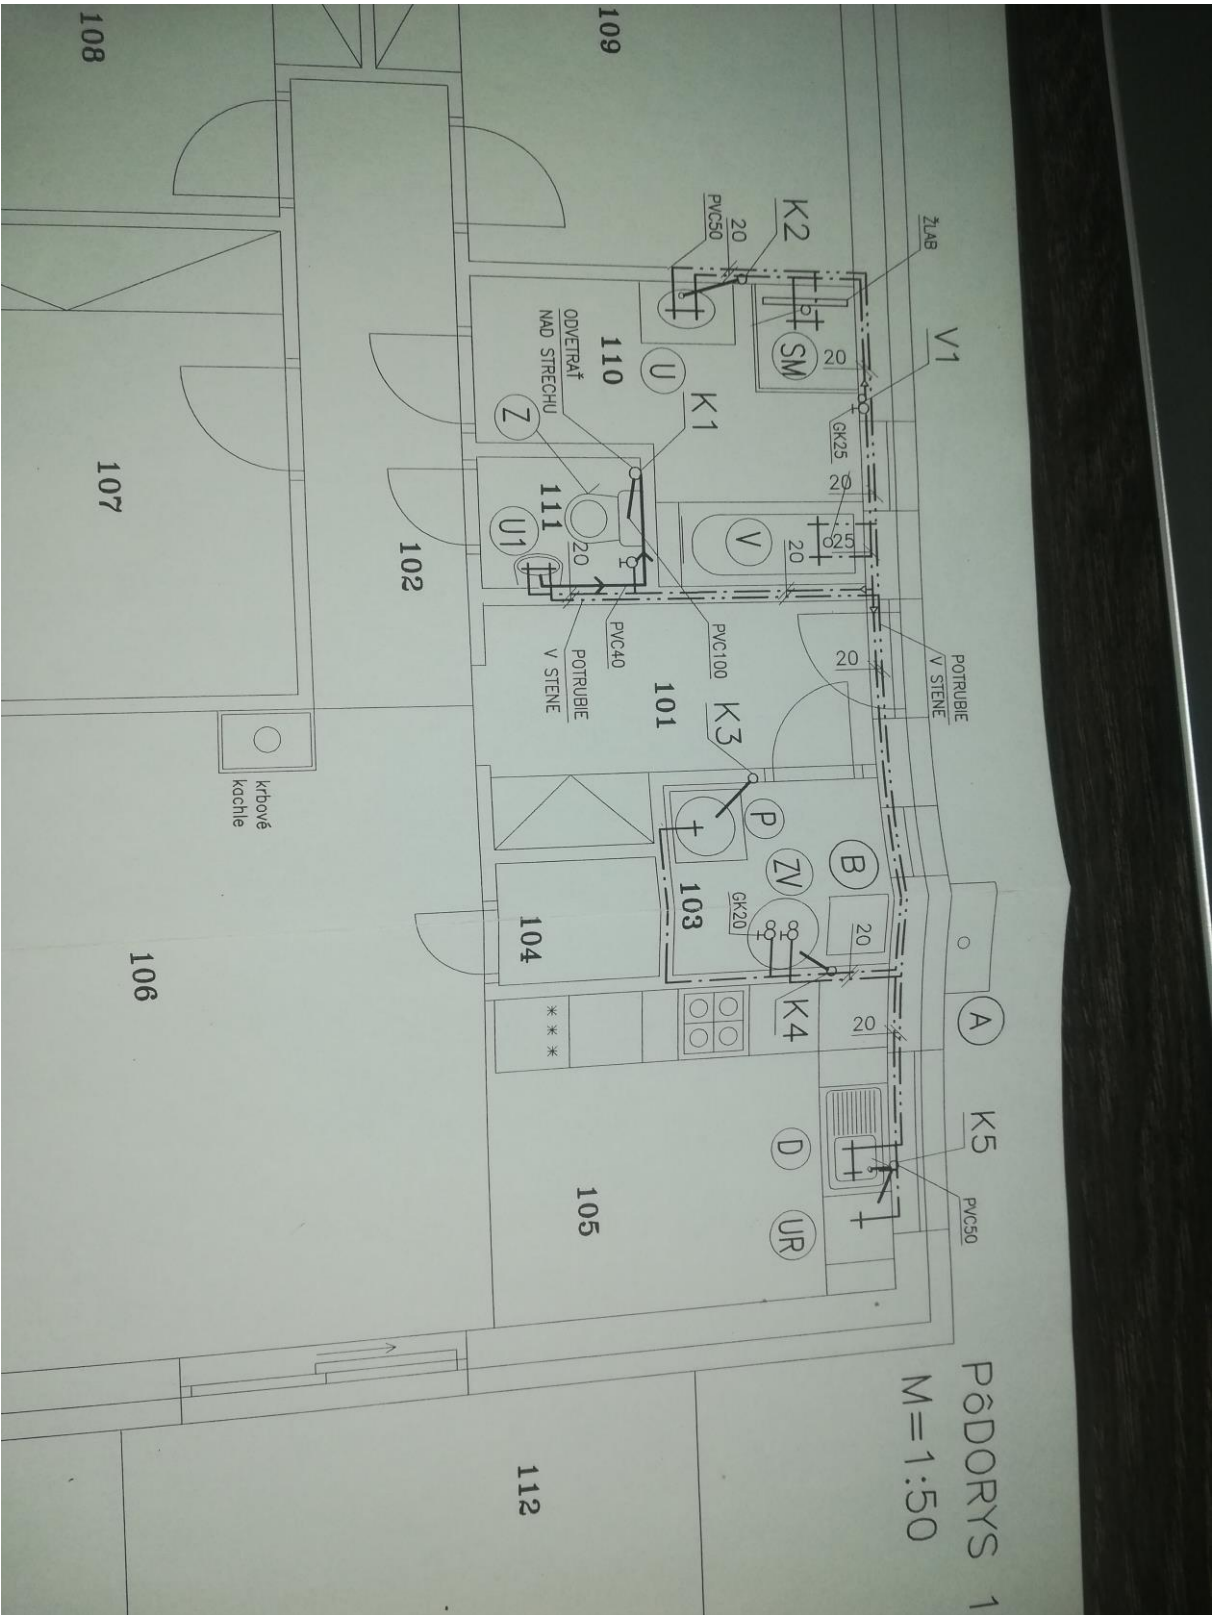 PôDORYS 1
M=1:50
ŽĽAB
V1
K2
20
PVC50
109
108
SM
20
GK25
20
U
110
K1
ODVETRAŤ
NAD STRECHU
Z
111
U1
20
V
25
20
107
102
PVC40
PVC100
POTRUBIE
V STENE
POTRUBIE
V STENE
20
101
K3
P
krbové
kachle
B
ZV
GK20
103
20
104
106
A
K4
20
* * *
K5
PVC50
D
UR
105
112